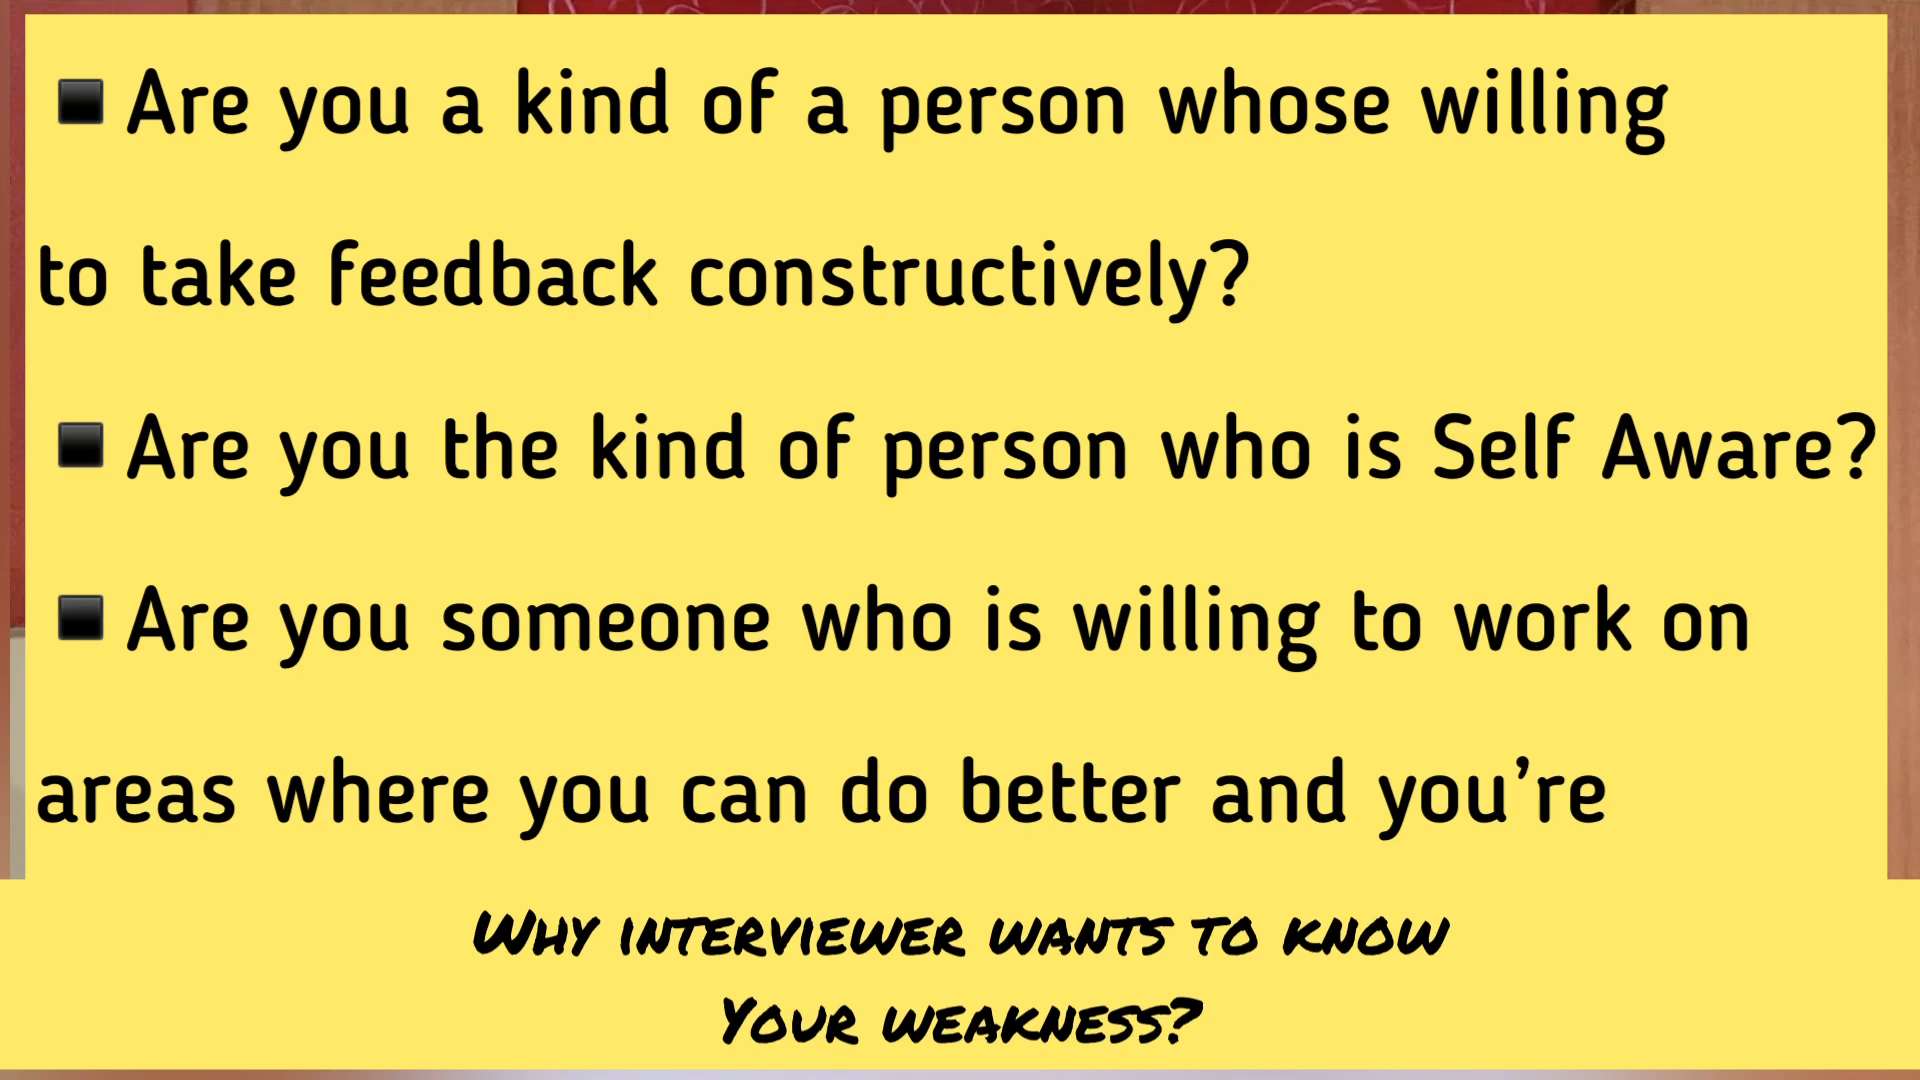 ▪Are you a kind of a person whose willing
to take feedback constructively?
▪Are you the kind of person who is Self Aware?
▪Are you someone who is willing to work on
areas where you can do better and you’re
Why interviewer wants to know
Your weakness?